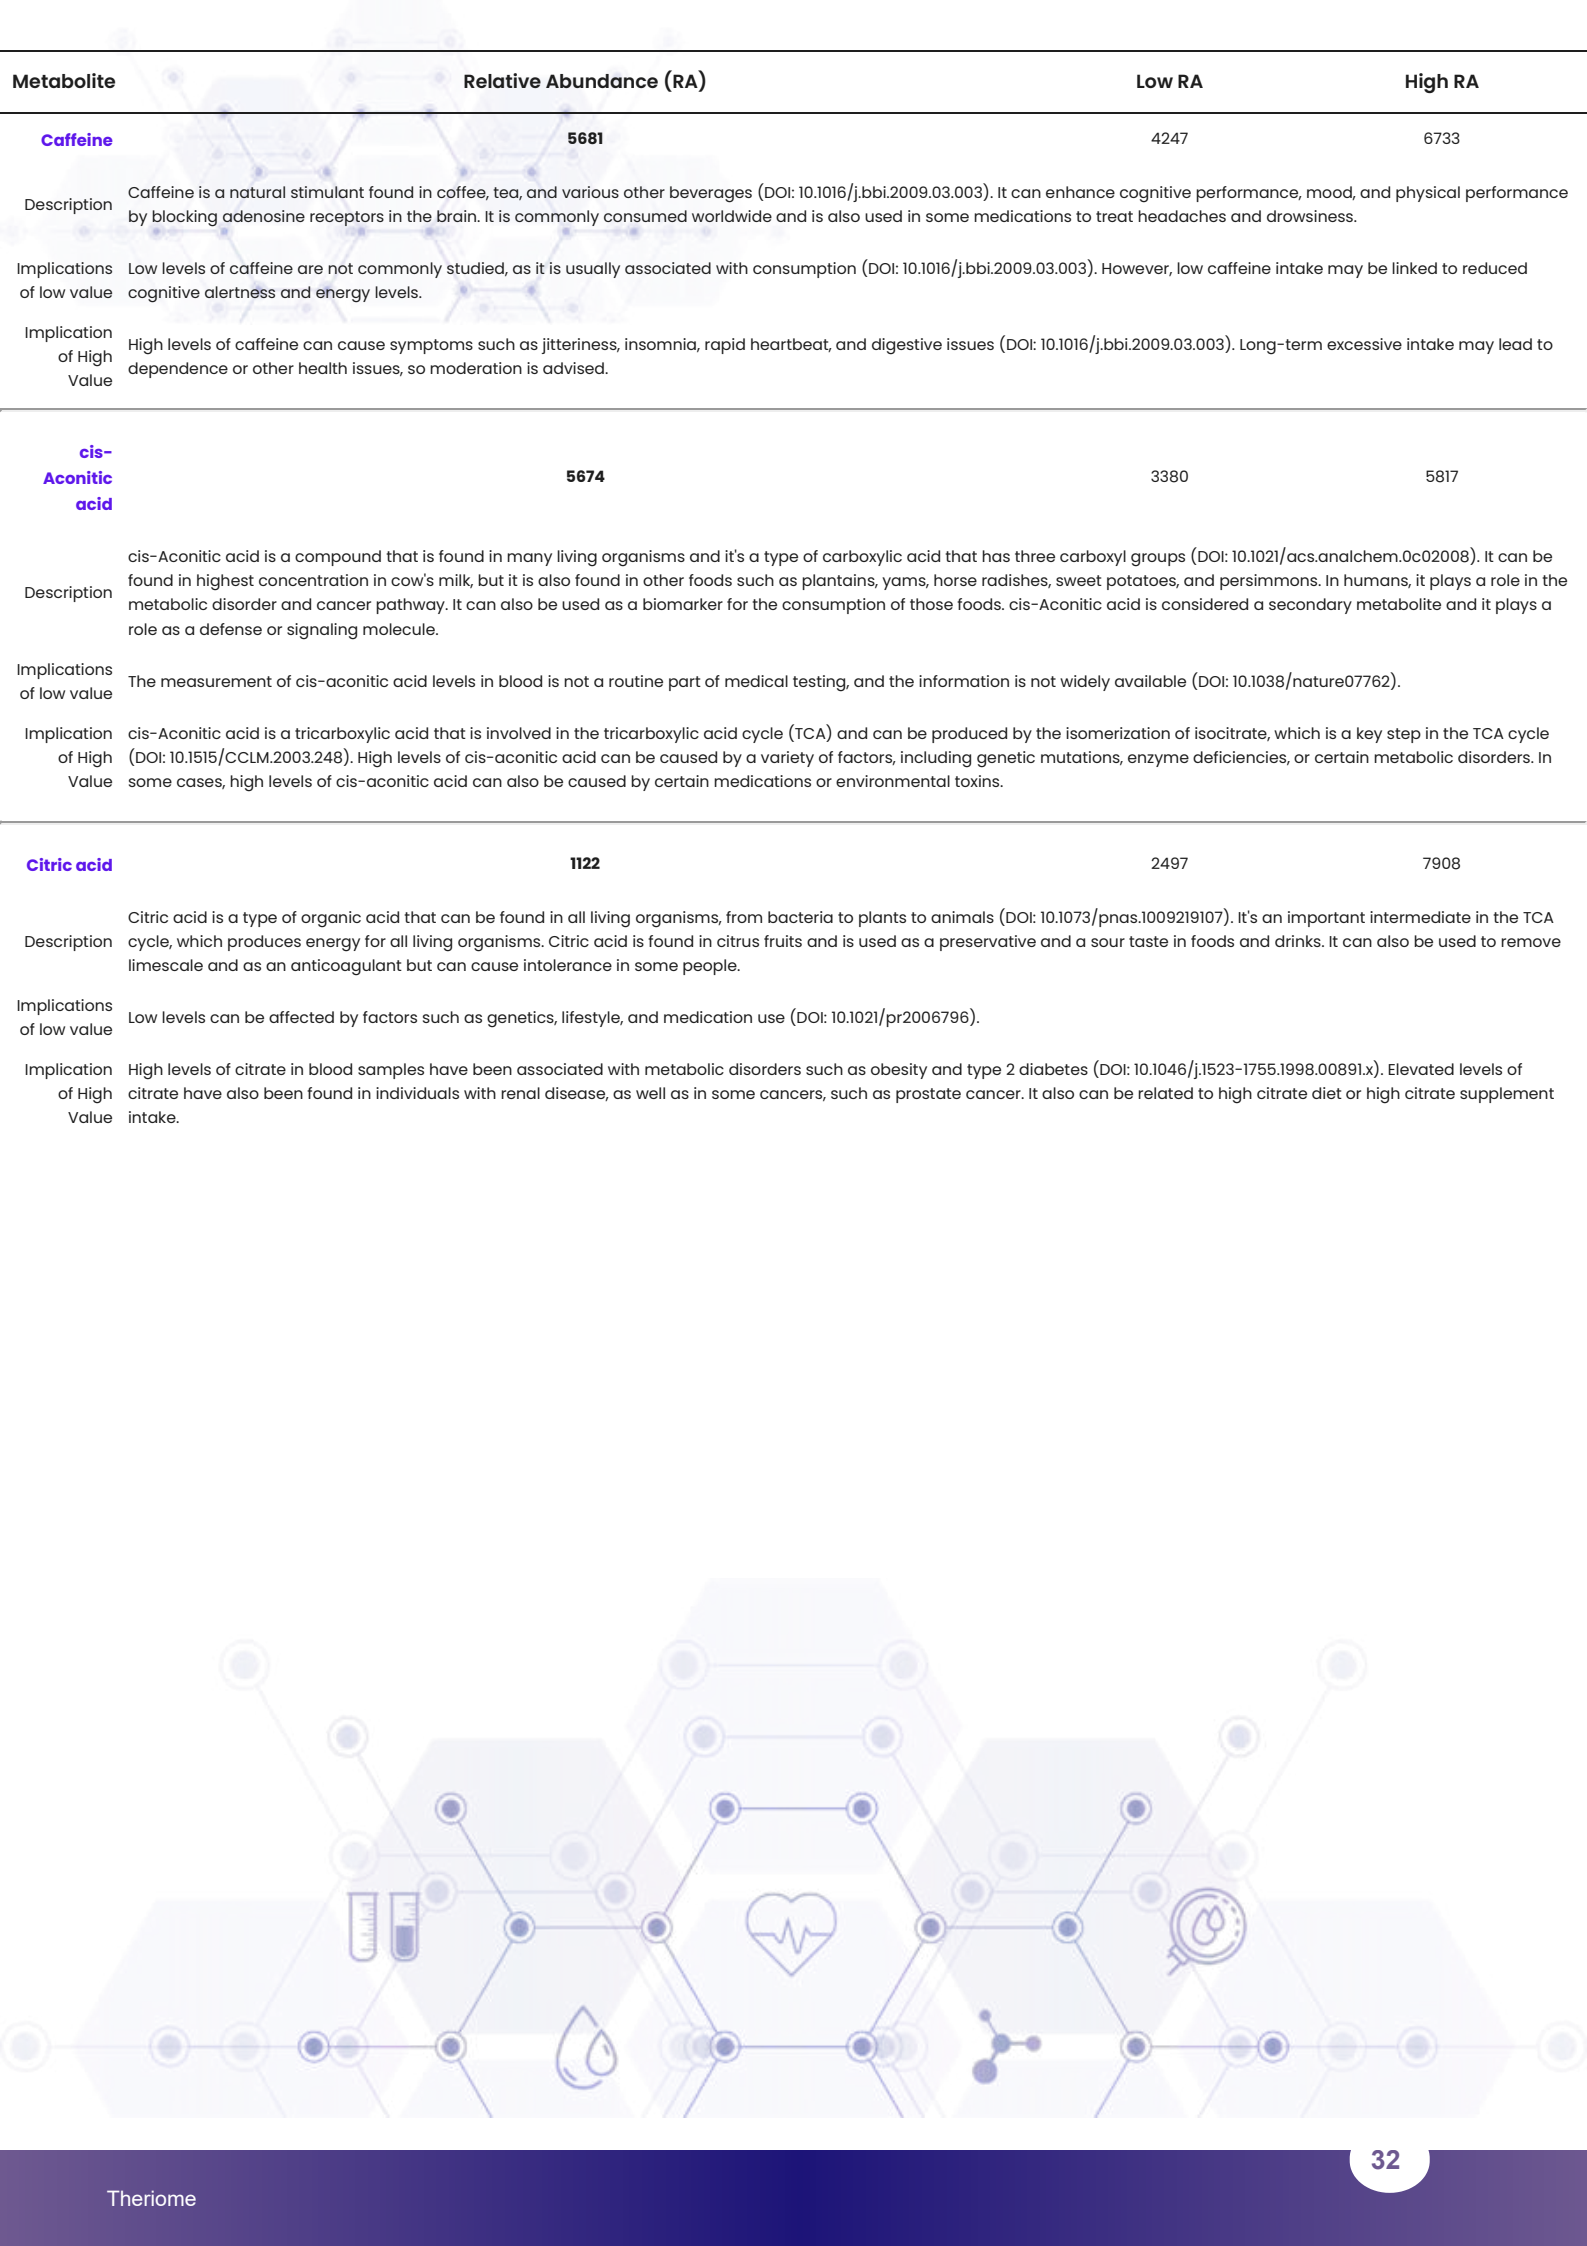 Metabolite Relative Abundance (RA) Low RA High RA
Caffeine 5681 4247 6733
Description Caffeine is a natural stimulant found in coffee, tea, and various other beverages (DOI: 10.1016/j.bbi.2009.03.003). It can enhance cognitive performance, mood, and physical performance
by blocking adenosine receptors in the brain. It is commonly consumed worldwide and is also used in some medications to treat headaches and drowsiness.
Implications Low levels of caffeine are not commonly studied, as it is usually associated with consumption (DOI: 10.1016/j.bbi.2009.03.003). However, low caffeine intake may be linked to reduced
of low value cognitive alertness and energy levels.
Implication
of High
Value
High levels of caffeine can cause symptoms such as jitteriness, insomnia, rapid heartbeat, and digestive issues (DOI: 10.1016/j.bbi.2009.03.003). Long-term excessive intake may lead to
dependence or other health issues, so moderation is advised.
cis-
Aconitic
acid
5674 3380 5817
Description
cis-Aconitic acid is a compound that is found in many living organisms and it's a type of carboxylic acid that has three carboxyl groups (DOI: 10.1021/acs.analchem.0c02008). It can be
found in highest concentration in cow's milk, but it is also found in other foods such as plantains, yams, horse radishes, sweet potatoes, and persimmons. In humans, it plays a role in the
metabolic disorder and cancer pathway. It can also be used as a biomarker for the consumption of those foods. cis-Aconitic acid is considered a secondary metabolite and it plays a
role as a defense or signaling molecule.
Implications
of low value
The measurement of cis-aconitic acid levels in blood is not a routine part of medical testing, and the information is not widely available (DOI: 10.1038/nature07762).
Implication cis-Aconitic acid is a tricarboxylic acid that is involved in the tricarboxylic acid cycle (TCA) and can be produced by the isomerization of isocitrate, which is a key step in the TCA cycle
of High (DOI: 10.1515/CCLM.2003.248). High levels of cis-aconitic acid can be caused by a variety of factors, including genetic mutations, enzyme deficiencies, or certain metabolic disorders. In
Value some cases, high levels of cis-aconitic acid can also be caused by certain medications or environmental toxins.
Citric acid 1122 2497 7908
Citric acid is a type of organic acid that can be found in all living organisms, from bacteria to plants to animals (DOI: 10.1073/pnas.1009219107). It's an important intermediate in the TCA
Description cycle, which produces energy for all living organisms. Citric acid is found in citrus fruits and is used as a preservative and a sour taste in foods and drinks. It can also be used to remove
limescale and as an anticoagulant but can cause intolerance in some people.
Implications
of low value
Low levels can be affected by factors such as genetics, lifestyle, and medication use (DOI: 10.1021/pr2006796).
Implication High levels of citrate in blood samples have been associated with metabolic disorders such as obesity and type 2 diabetes (DOI: 10.1046/j.1523-1755.1998.00891.x). Elevated levels of
of High citrate have also been found in individuals with renal disease, as well as in some cancers, such as prostate cancer. It also can be related to high citrate diet or high citrate supplement
Value intake.
32
Theriome